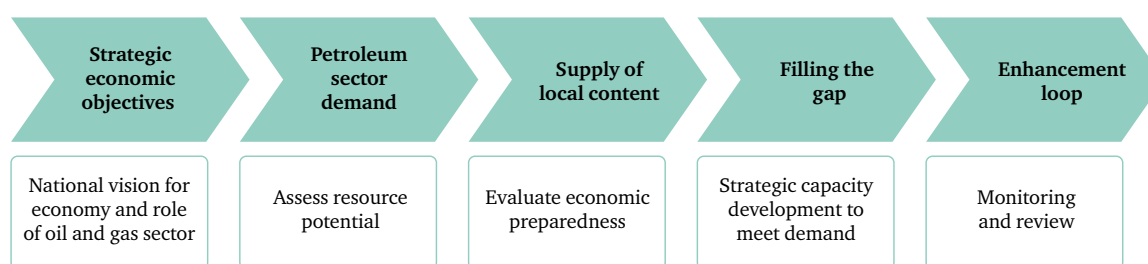 Strategic
economic
objectives
Petroleum
sector
demand
Supply of
local content
Filling the
gap
Enhancement
loop
National vision for
economy and role
of oil and gas sector
Assess resource
potential
Evaluate economic
preparedness
Strategic capacity
development to
meet demand
Monitoring
and review